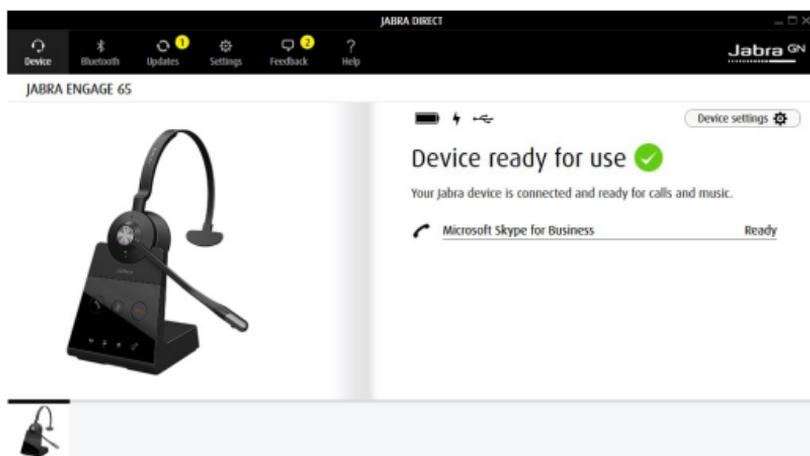 JABRA DIRECT
Device
Bluetooth
1
Updates
Settings
2
Feedback
?
Help
Jabra GN
JABRA ENGAGE 65
Device settings
Device ready for use
Your Jabra device is connected and ready for calls and music.
Microsoft Skype for Business Ready